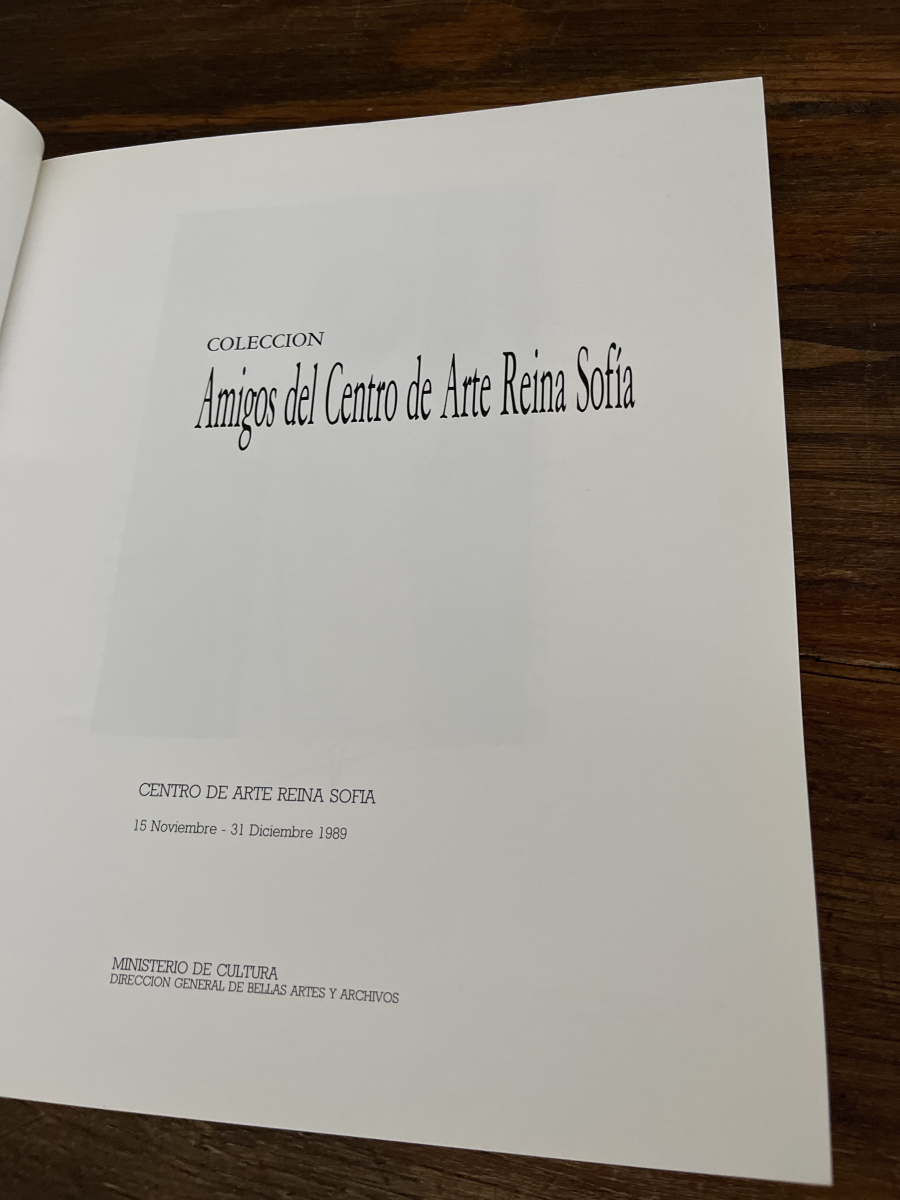 COLECCION
Amigos del Centro de Arte Reina Sofía
CENTRO DE ARTE REINA SOFIA
15 Noviembre - 31 Diciembre 1989
MINISTERIO DE CULTURA
DIRECCION GENERAL DE BELLAS ARTES Y ARCHIVOS